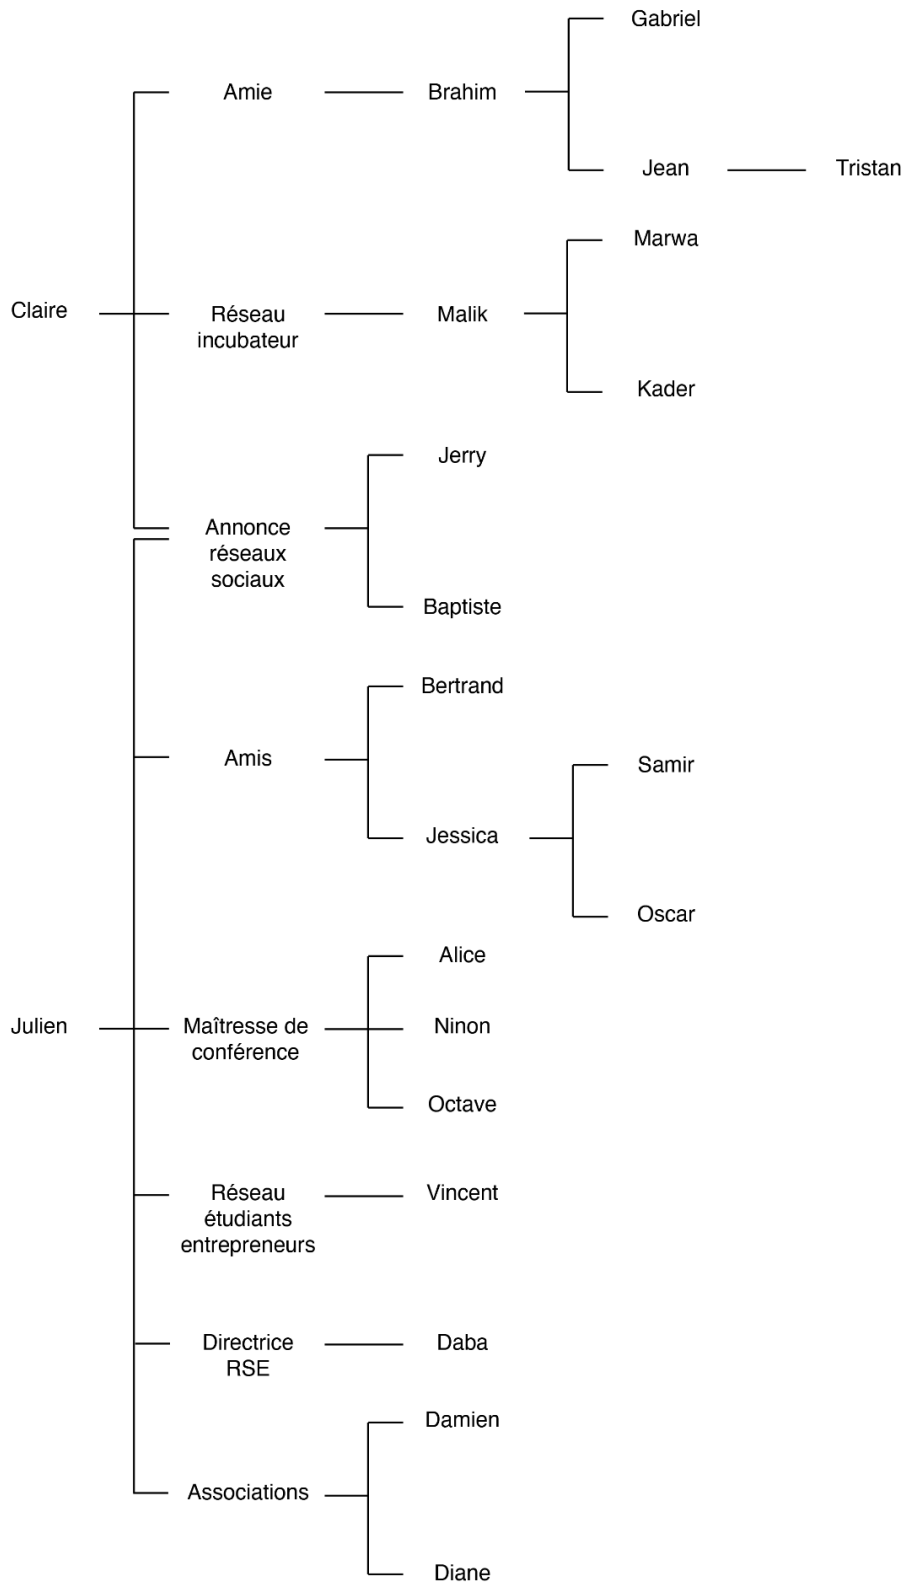 Gabriel
Amie
Brahim
Jean
Tristan
Marwa
Claire
Réseau
incubateur
Malik
Kader
Jerry
Annonce
réseaux
sociaux
Baptiste
Bertrand
Amis
Samir
Jessica
Oscar
Alice
Julien
Maîtresse de
conférence
Ninon
Octave
Réseau
étudiants
entrepreneurs
Vincent
Directrice
RSE
Daba
Damien
Associations
Diane